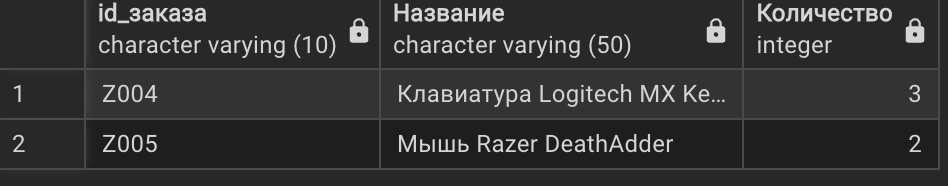 id_заказа Название Количество
character varying (10) character varying (50) integer
1 Z004 Клавиатура Logitech MX Ke... 3
2 Z005 Мышь Razer DeathAdder 2